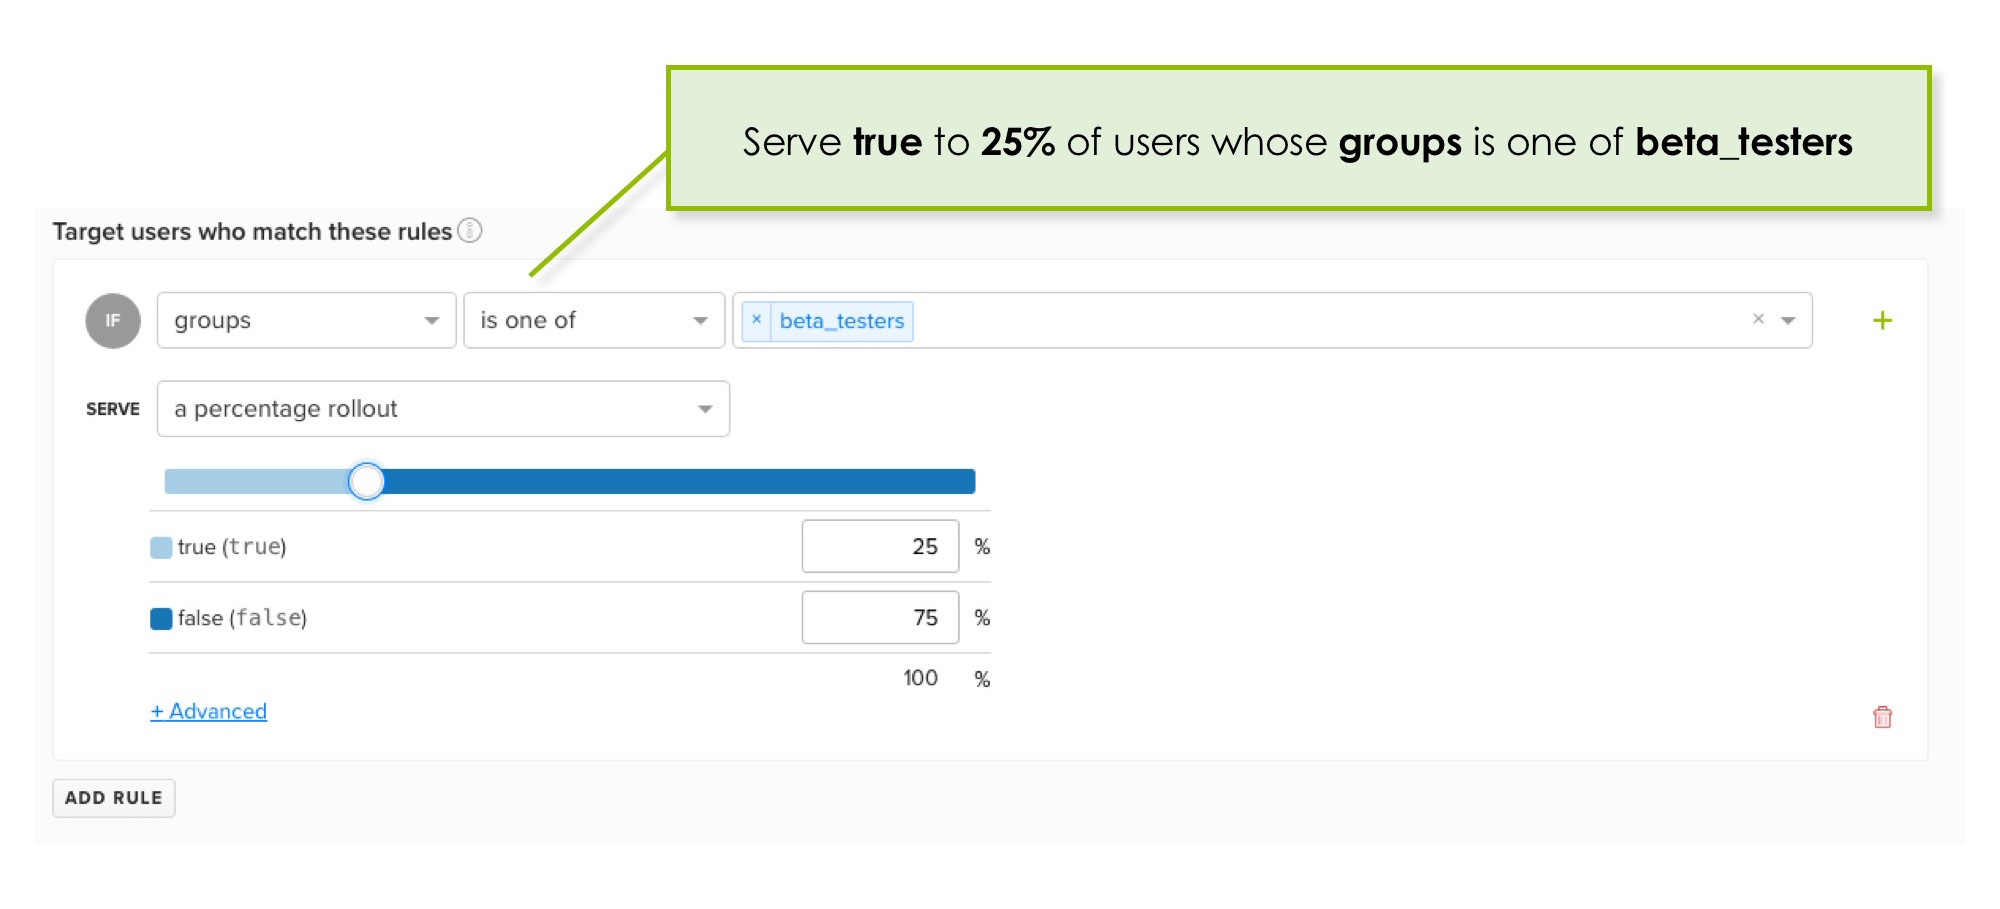 Serve true to 25% of users whose groups is one of beta_testers
Target users who match these rules
IF groups is one of × beta_testers × +
SERVE a percentage rollout
true (true) 25 %
false (false) 75 %
100 %
+ Advanced
ADD RULE